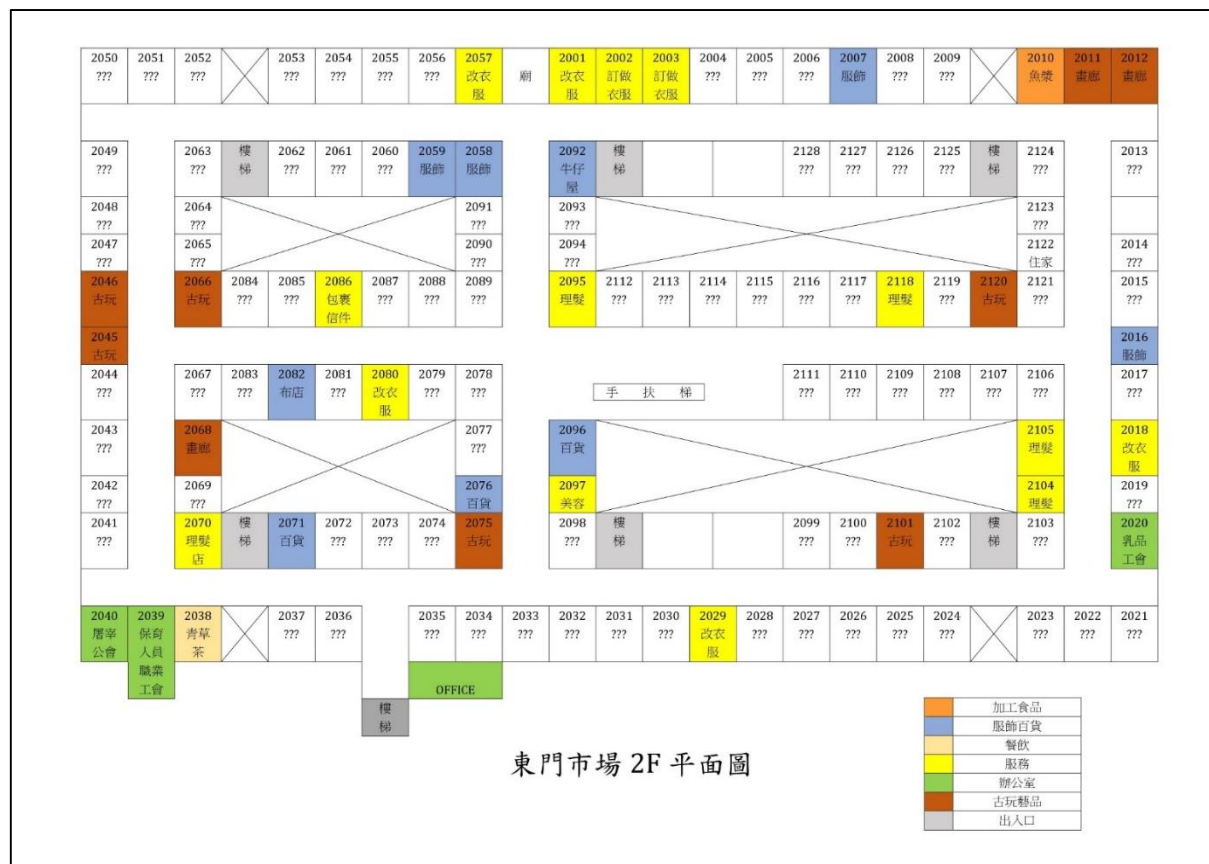 2050 2051 2052 2053 2054 2055 2056 2057 2001 2002 2003 2004 2005 2006 2007 2008 2009 2010 2011 2012
??? ??? ??? ??? ??? ??? ??? 改衣 廟 改衣 訂做 訂做 ??? ??? ??? 服飾 ??? ??? 魚漿 畫廊 畫廊
服 服 衣服 衣服
2049 2063 樓 2062 2061 2060 2059 2058 2092 樓 2128 2127 2126 2125 樓 2124 2013
??? ??? 梯 ??? ??? ??? 服飾 服飾 牛仔 梯 ??? ??? ??? ??? 梯 ??? ???
屋
2048 2064 2091 2093 2123
??? ??? ??? ??? ???
2047 2065 2090 2094 2122 2014
??? ??? ??? ??? 住家 ???
2046 2066 2084 2085 2086 2087 2088 2089 2095 2112 2113 2114 2115 2116 2117 2118 2119 2120 2121 2015
古玩 古玩 ??? ??? 包裹 ??? ??? ??? 理髮 ??? ??? ??? ??? ??? ??? 理髮 ??? 古玩 ??? ???
信件
2045 2016
古玩 服飾
2044 2067 2083 2082 2081 2080 2079 2078 2111 2110 2109 2108 2107 2106 2017
??? ??? ??? 布店 ??? 改衣 ??? ??? 手扶梯 ??? ??? ??? ??? ??? ??? ???
服
2043 2068 2077 2096 2105 2018
??? 畫廊 ??? 百貨 理髮 改衣
服
2042 2069 2076 2097 2104 2019
??? ??? 百貨 美容 理髮 ???
2041 2070 樓 2071 2072 2073 2074 2075 2098 樓 2099 2100 2101 2102 樓 2103 2020
??? 理髮 梯 百貨 ??? ??? ??? 古玩 ??? 梯 ??? ??? 古玩 ??? 梯 ??? 乳品
店 工會
2040 2039 2038 2037 2036 2035 2034 2033 2032 2031 2030 2029 2028 2027 2026 2025 2024 2023 2022 2021
屠宰 保育 青草 ??? ??? ??? ??? ??? ??? ??? ??? 改衣 ??? ??? ??? ??? ??? ??? ??? ???
公會 人員 茶 服
職業
工會 OFFICE
樓
梯
東門市場 2F 平面圖
加工食品
服飾百貨
餐飲
服務
辦公室
古玩藝品
出入口